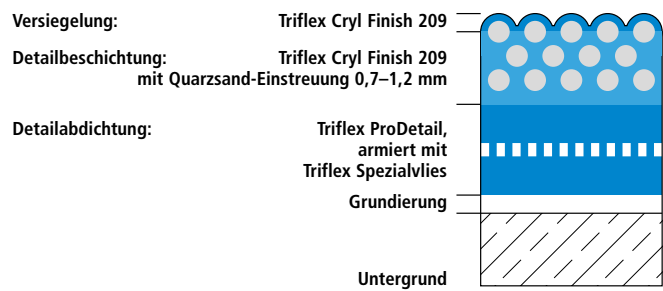 Versiegelung: Triflex Cryl Finish 209
Detailbeschichtung: Triflex Cryl Finish 209
mit Quarzsand-Einstreuung 0,7–1,2 mm
Detailabdichtung: Triflex ProDetail,
armiert mit
Triflex Spezialvlies
Grundierung
Untergrund